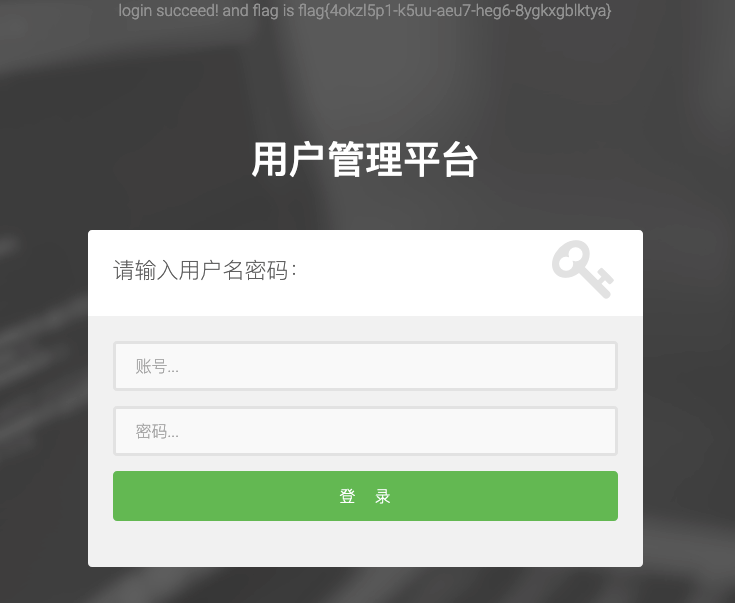 login succeed! and flag is flag{4okzl5p1-k5uu-aeu7-heg6-8ygkxgblktya}
用户管理平台
请输入用户名密码：
账号...
密码...
登 录